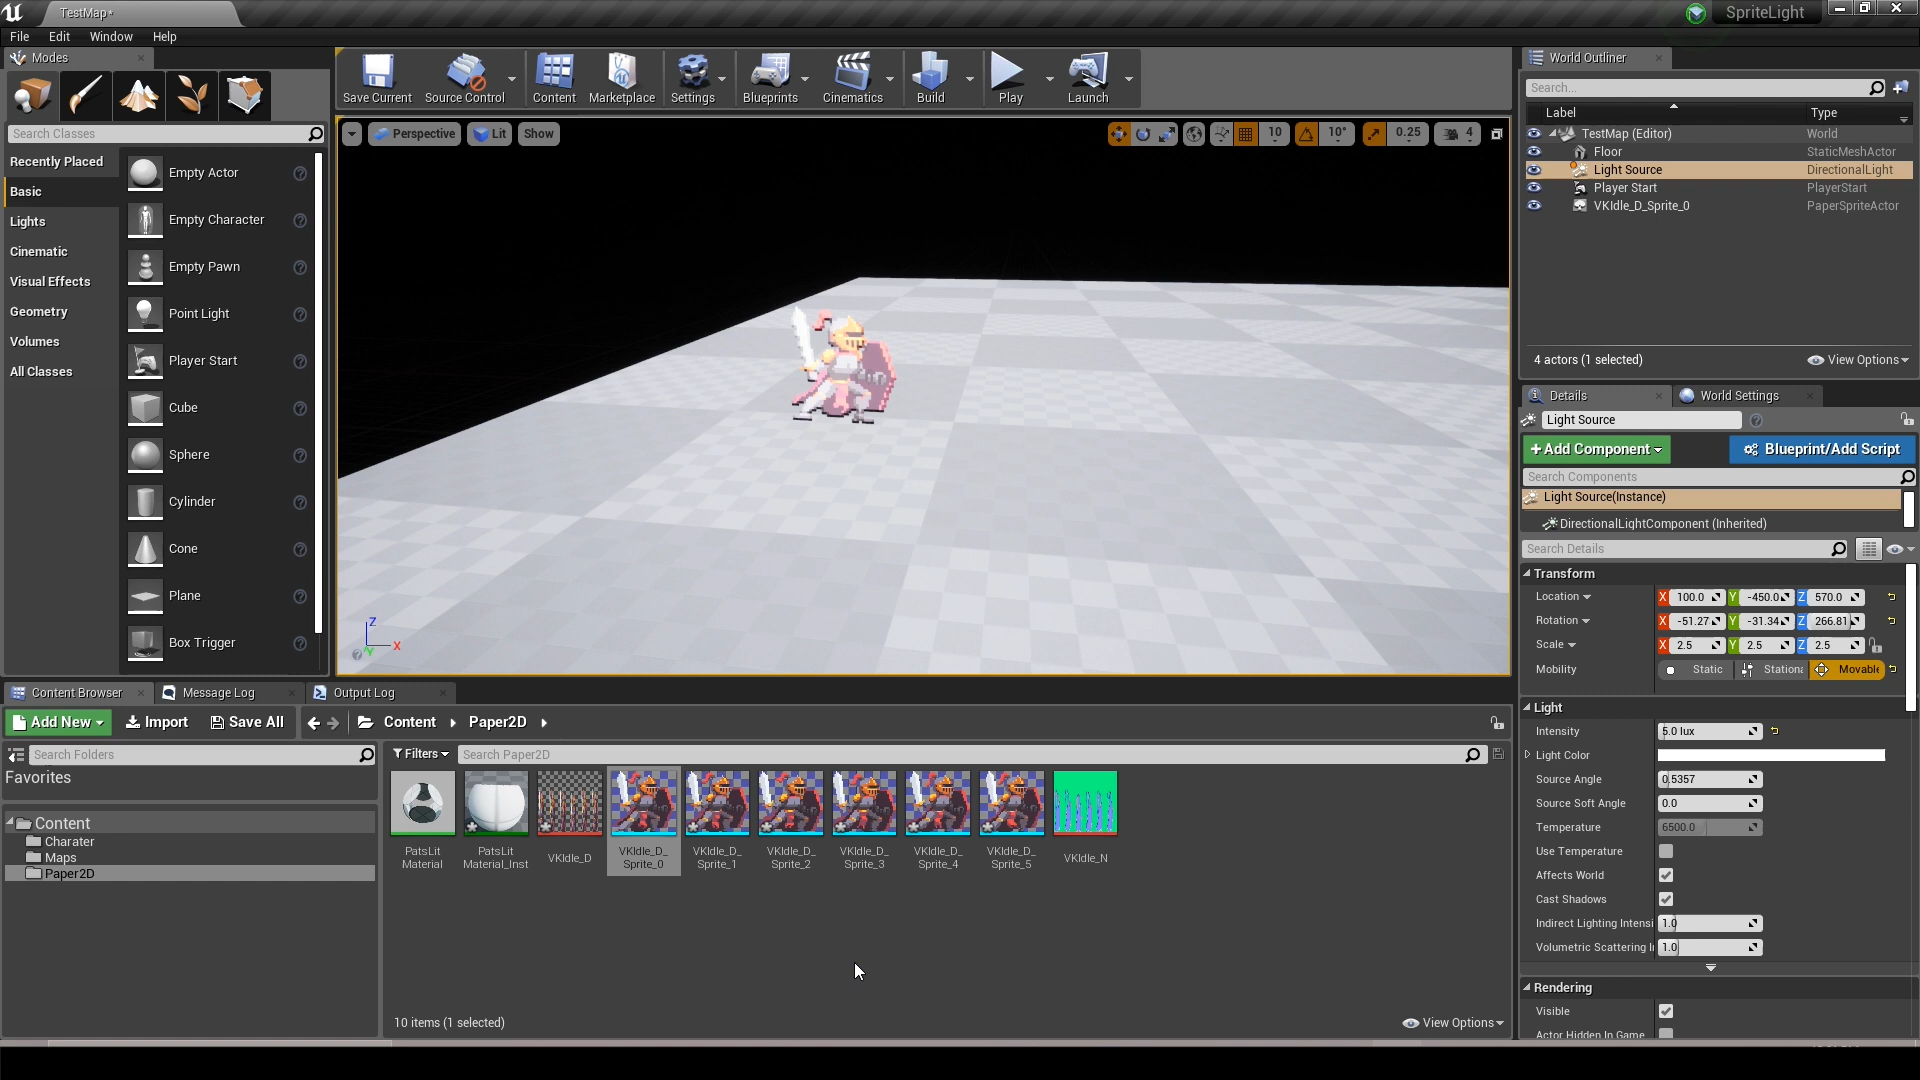 TestMap*
SpriteLight
File Edit Window Help
Modes
Search Classes
Recently Placed
Basic
Lights
Cinematic
Visual Effects
Geometry
Volumes
All Classes
Empty Actor
Empty Character
Empty Pawn
Point Light
Player Start
Cube
Sphere
Cylinder
Cone
Plane
Box Trigger
Save Current
Source Control
Content
Marketplace
Settings
Blueprints
Cinematics
Build
Play
Launch
Perspective
Lit
Show
10
10°
0.25
4
Z
X
Y
World Outliner
Search...
Label Type
TestMap (Editor) World
Floor StaticMeshActor
Light Source DirectionalLight
Player Start PlayerStart
VKIdle_D_Sprite_0 PaperSpriteActor
4 actors (1 selected) View Options
Details
World Settings
Light Source
+Add Component
Blueprint/Add Script
Search Components
Light Source(Instance)
DirectionalLightComponent (Inherited)
Search Details
Transform
Location X 100.0 Y -450.0 Z 570.0
Rotation X -51.27 Y -31.34 Z 266.81
Scale X 2.5 Y 2.5 Z 2.5
Mobility Static Stationa Movable
Light
Intensity 5.0 lux
Light Color
Source Angle 0.5357
Source Soft Angle 0.0
Temperature 6500.0
Use Temperature
Affects World
Cast Shadows
Indirect Lighting Intensi 1.0
Volumetric Scattering I 1.0
Rendering
Visible
Actor Hidden In Game
Content Browser
Message Log
Output Log
Add New
Import
Save All
Content
Paper2D
Search Folders
Favorites
Content
Charater
Maps
Paper2D
Filters
Search Paper2D
PatsLit
Material
PatsLit
Material_Inst
VKIdle_D
VKIdle_D_
Sprite_0
VKIdle_D_
Sprite_1
VKIdle_D_
Sprite_2
VKIdle_D_
Sprite_3
VKIdle_D_
Sprite_4
VKIdle_D_
Sprite_5
VKIdle_N
10 items (1 selected)
View Options